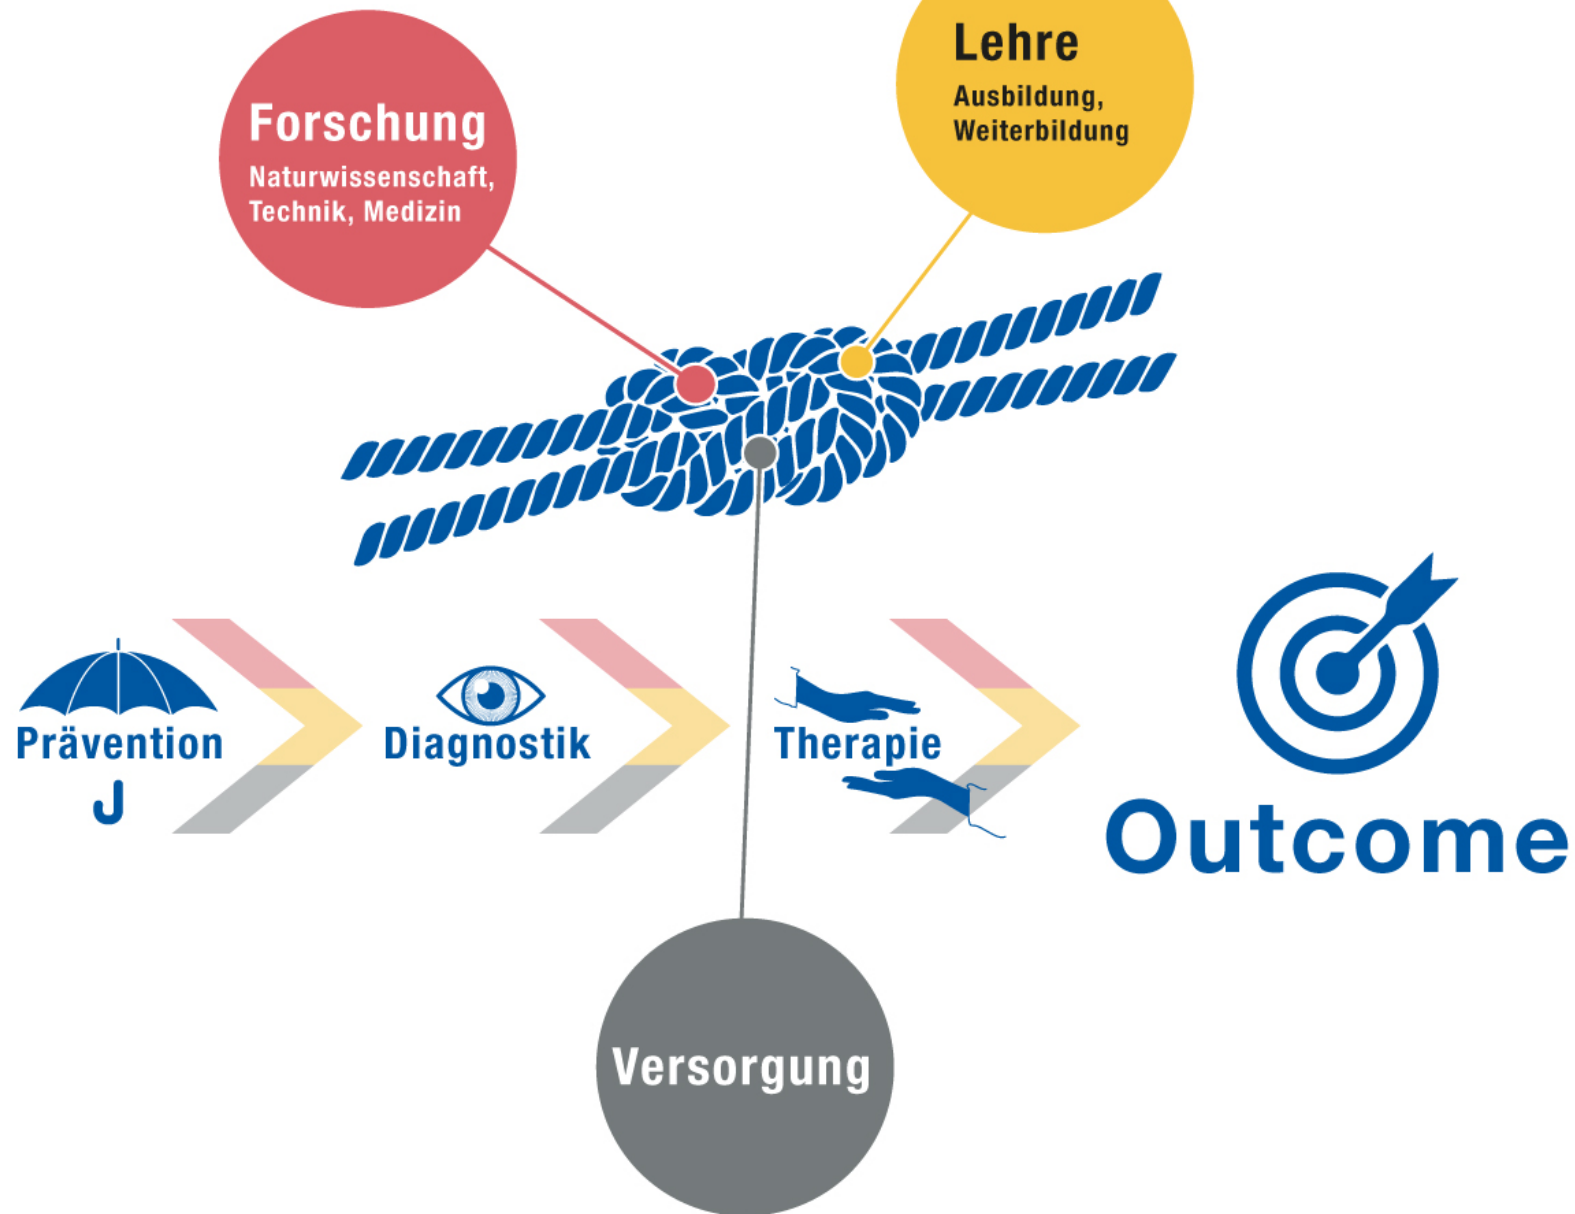 Lehre
Ausbildung,
Weiterbildung
Forschung
Naturwissenschaft,
Technik, Medizin
Prävention
Diagnostik
Therapie
Outcome
Versorgung